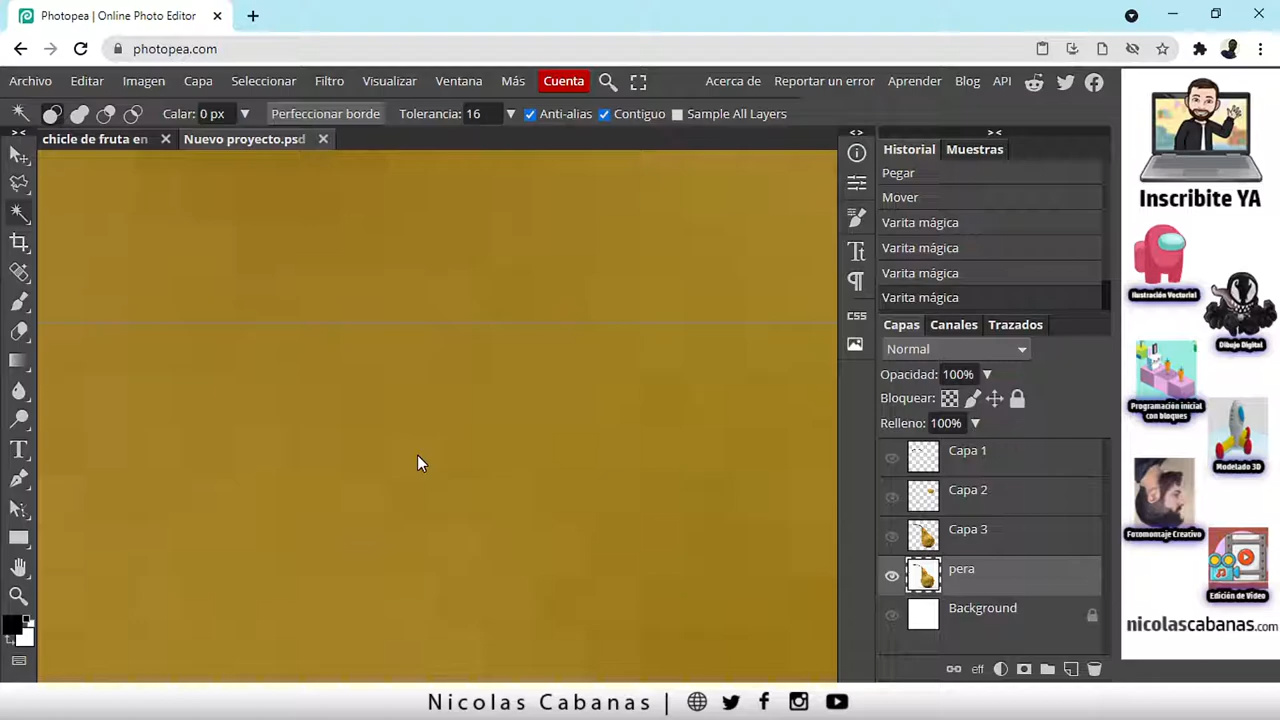 Photopea | Online Photo Editor
photopea.com
Archivo Editar Imagen Capa Seleccionar Filtro Visualizar Ventana Más Cuenta Acerca de Reportar un error Aprender Blog API
Calar: 0 px Perfeccionar borde Tolerancia: 16 Anti-alias Contiguo Sample All Layers
chicle de fruta en Nuevo proyecto.psd
Historial Muestras
Pegar
Mover
Varita mágica
Varita mágica
Varita mágica
Varita mágica
CSS
Capas Canales Trazados
Normal
Opacidad: 100%
Bloquear:
Relleno: 100%
Capa 1
Capa 2
Capa 3
pera
Background
eff
Inscribite YA
Ilustración Vectorial
Dibujo Digital
Programación inicial
con bloques
Modelado 3D
Fotomontaje Creativo
Edición de Video
nicolascabanas.com
Nicolas Cabanas |